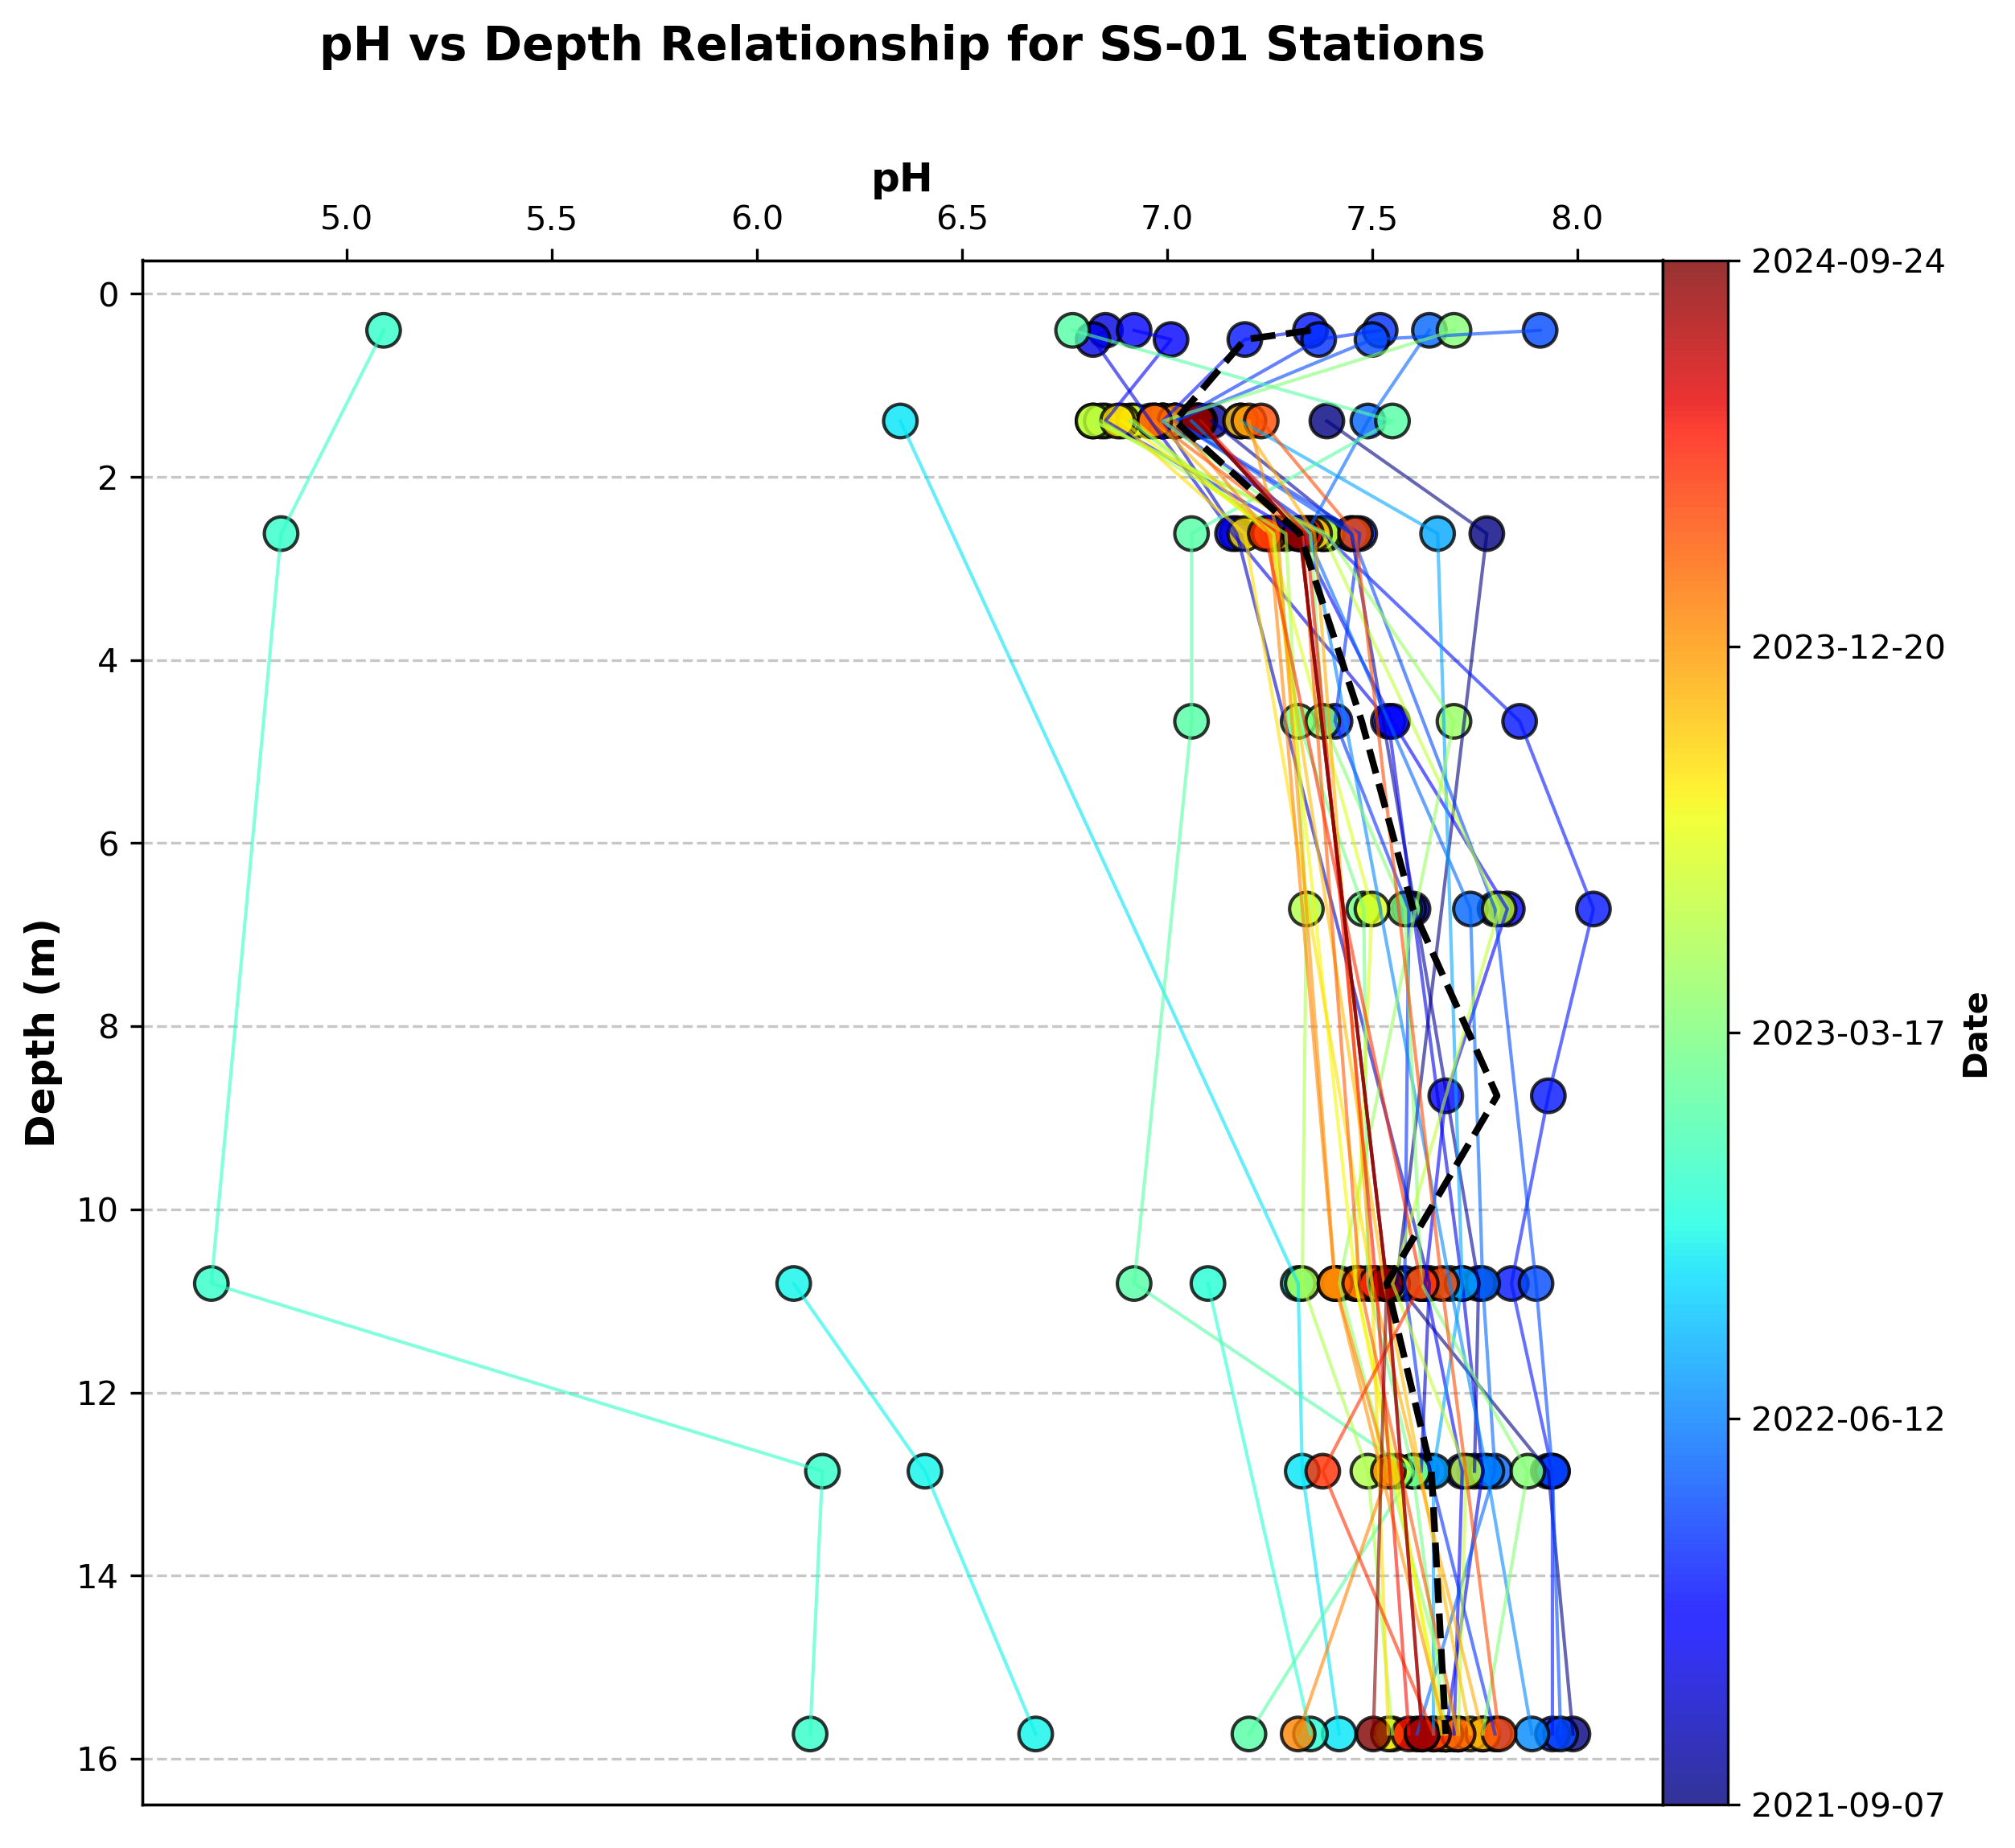 pH vs Depth Relationship for SS-01 Stations
pH
5.0 5.5 6.0 6.5 7.0 7.5 8.0
0
2
4
6
8
10
12
14
16
Depth (m)
2024-09-24
2023-12-20
2023-03-17
2022-06-12
2021-09-07
Date